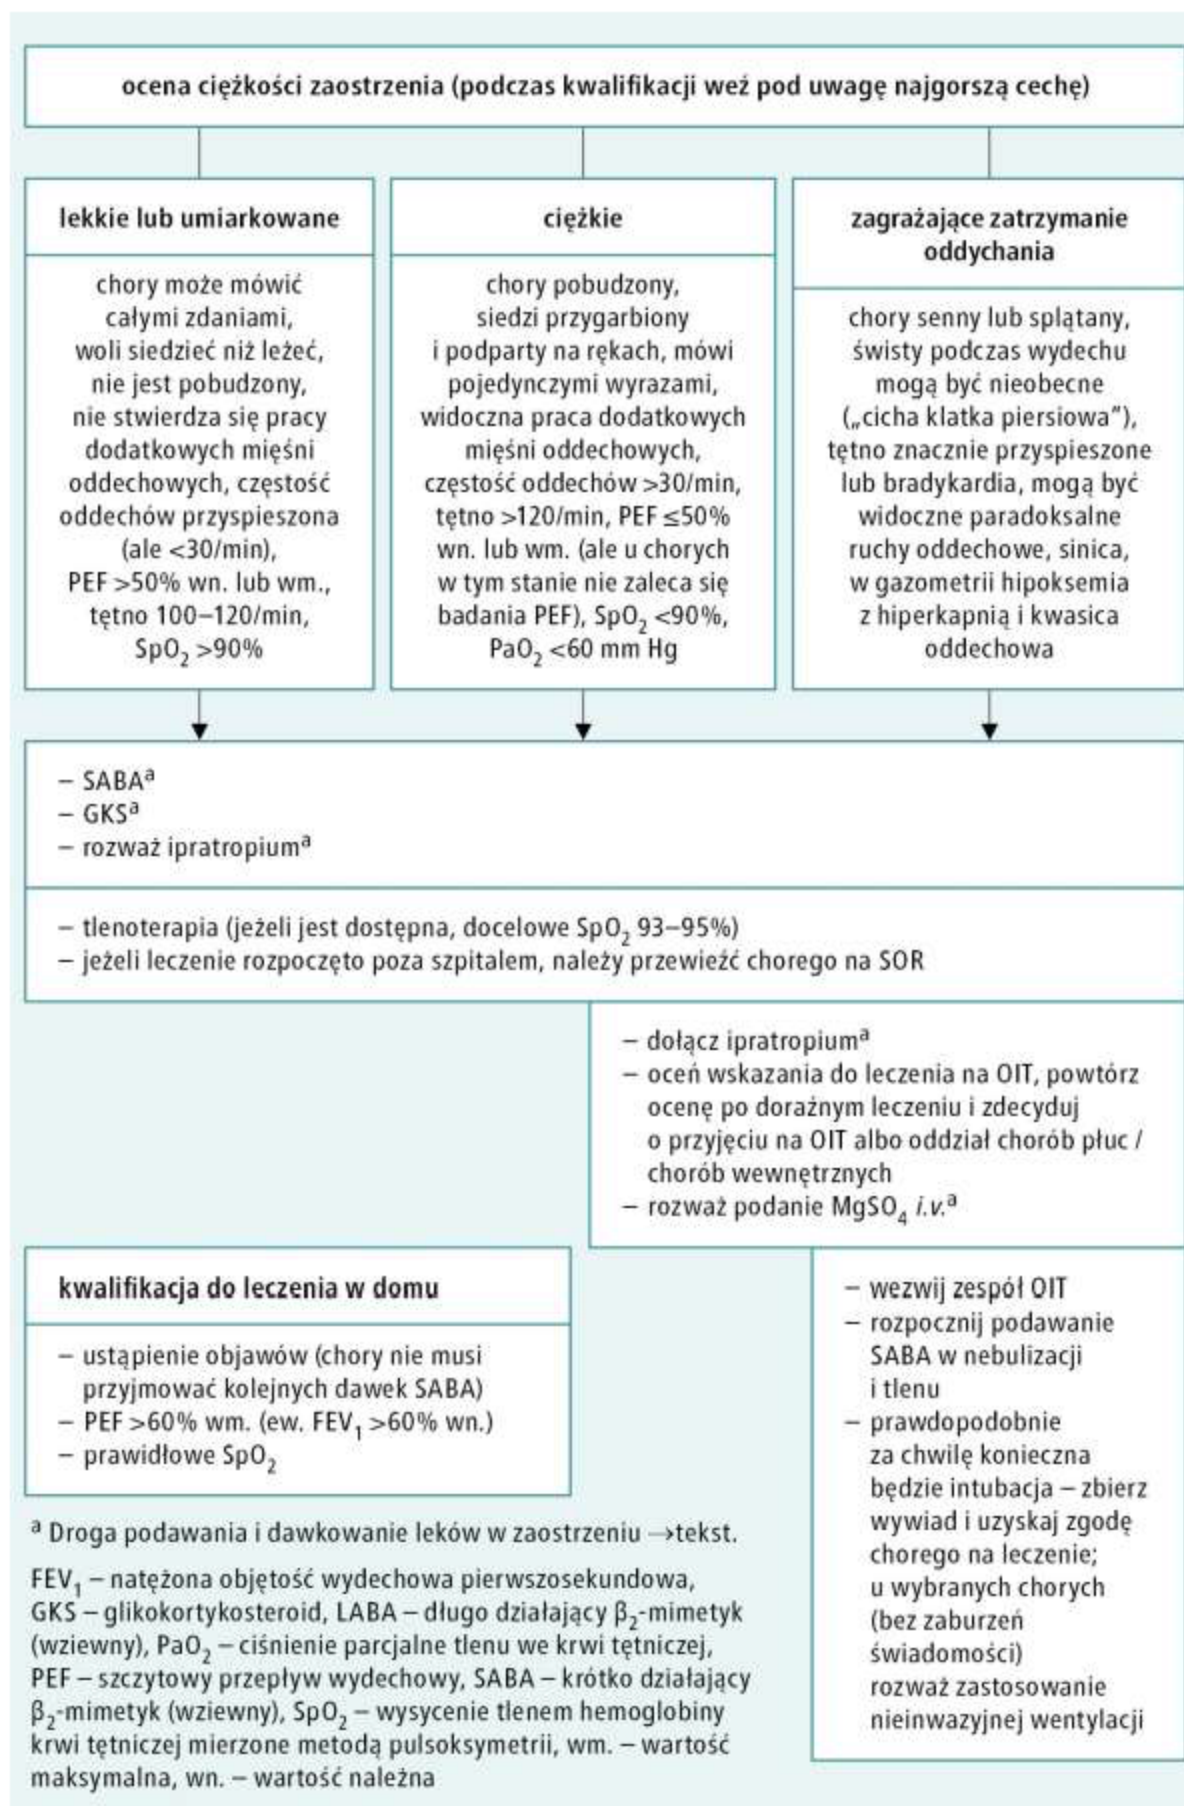 ocena ciężkości zaostrzenia (podczas kwalifikacji weź pod uwagę najgorszą cechę)
lekkie lub umiarkowane
chory może mówić
całymi zdaniami,
woli siedzieć niż leżeć,
nie jest pobudzony,
nie stwierdza się pracy
dodatkowych mięśni
oddechowych, częstość
oddechów przyspieszona
(ale <30/min),
PEF >50% wn. lub wm.,
tętno 100–120/min,
SpO₂ >90%
ciężkie
chory pobudzony,
siedzi przygarbiony
i podparty na rękach, mówi
pojedynczymi wyrazami,
widoczna praca dodatkowych
mięśni oddechowych,
częstość oddechów >30/min,
tętno >120/min, PEF ≤50%
wn. lub wm. (ale u chorych
w tym stanie nie zaleca się
badania PEF), SpO₂ <90%,
PaO₂ <60 mm Hg
zagrażające zatrzymanie
oddychania
chory senny lub splątany,
świsty podczas wydechu
mogą być nieobecne
(„cicha klatka piersiowa”),
tętno znacznie przyspieszone
lub bradykardia, mogą być
widoczne paradoksalne
ruchy oddechowe, sinica,
w gazometrii hipoksemia
z hiperkapnią i kwasica
oddechowa
– SABAᵃ
– GKSᵃ
– rozważ ipratropiumᵃ
– tlenoterapia (jeżeli jest dostępna, docelowe SpO₂ 93–95%)
– jeżeli leczenie rozpoczęto poza szpitalem, należy przewieźć chorego na SOR
– dołącz ipratropiumᵃ
– oceń wskazania do leczenia na OIT, powtórz
ocenę po doraźnym leczeniu i zdecyduj
o przyjęciu na OIT albo oddział chorób płuc /
chorób wewnętrznych
– rozważ podanie MgSO₄ i.v.ᵃ
kwalifikacja do leczenia w domu
– ustąpienie objawów (chory nie musi
przyjmować kolejnych dawek SABA)
– PEF >60% wm. (ew. FEV₁ >60% wn.)
– prawidłowe SpO₂
– wezwij zespół OIT
– rozpocznij podawanie
SABA w nebulizacji
i tlenu
– prawdopodobnie
za chwilę konieczna
będzie intubacja – zbierz
wywiad i uzyskaj zgodę
chorego na leczenie;
u wybranych chorych
(bez zaburzeń
świadomości)
rozważ zastosowanie
nieinwazyjnej wentylacji
ᵃ Droga podawania i dawkowanie leków w zaostrzeniu →tekst.
FEV₁ – natężona objętość wydechowa pierwszosekundowa,
GKS – glikokortykosteroid, LABA – długo działający β₂-mimetyk
(wziewny), PaO₂ – ciśnienie parcjalne tlenu we krwi tętniczej,
PEF – szczytowy przepływ wydechowy, SABA – krótko działający
β₂-mimetyk (wziewny), SpO₂ – wysycenie tlenem hemoglobiny
krwi tętniczej mierzone metodą pulsoksymetrii, wm. – wartość
maksymalna, wn. – wartość należna